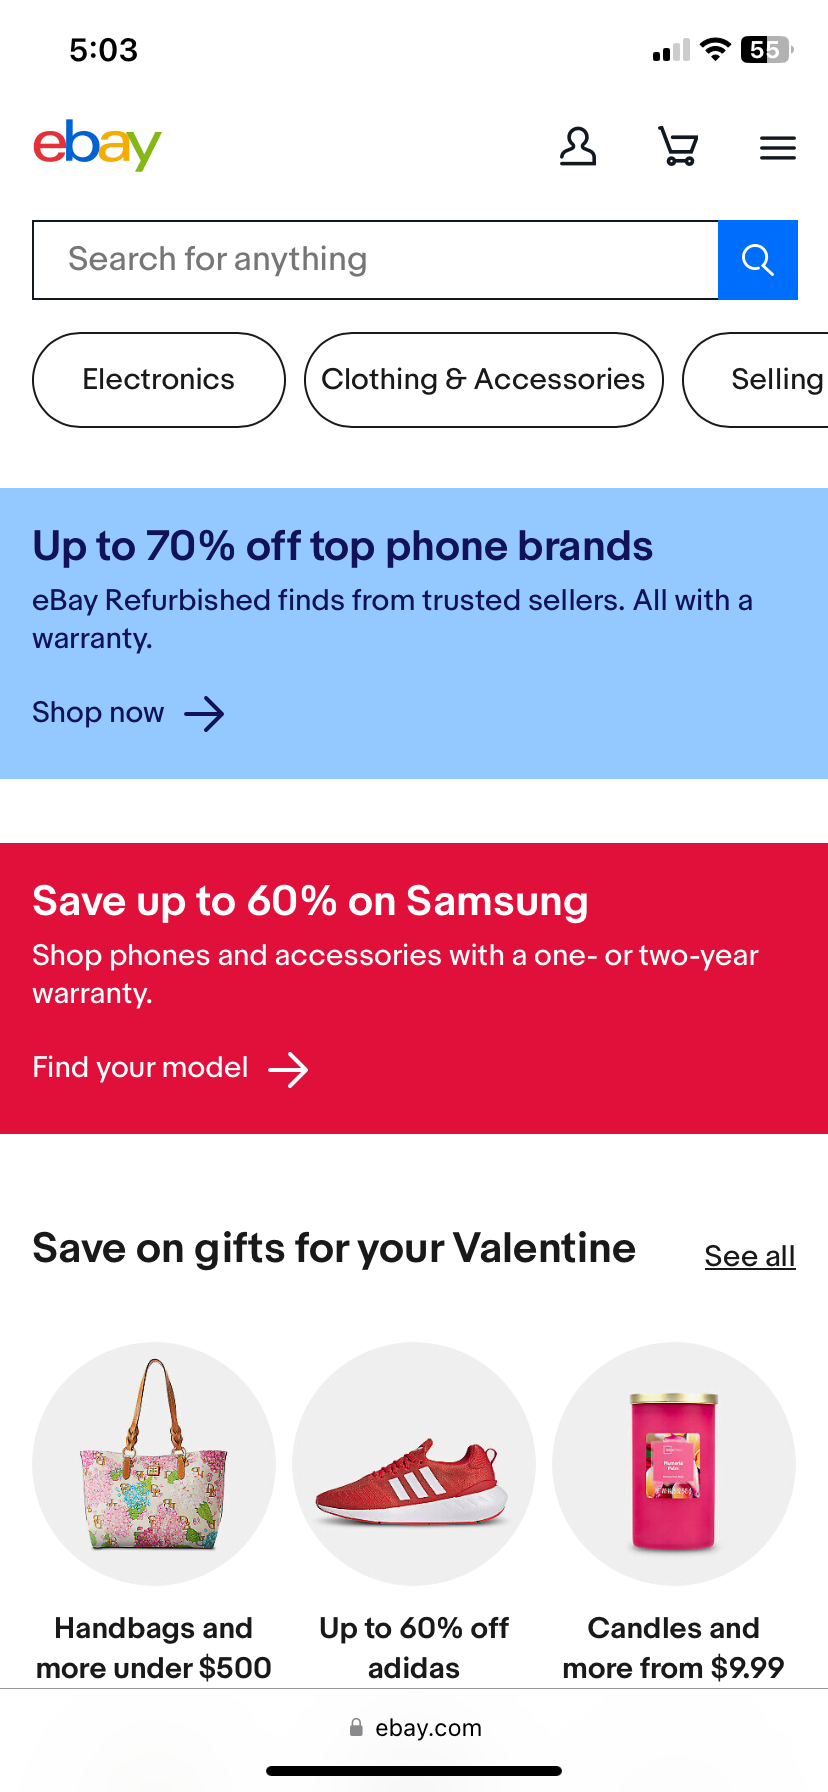 5:03
55
ebay
Search for anything
Electronics
Clothing & Accessories
Selling
Up to 70% off top phone brands
eBay Refurbished finds from trusted sellers. All with a
warranty.
Shop now
Save up to 60% on Samsung
Shop phones and accessories with a one- or two-year
warranty.
Find your model
Save on gifts for your Valentine
See all
Handbags and
more under $500
Up to 60% off
adidas
Candles and
more from $9.99
ebay.com